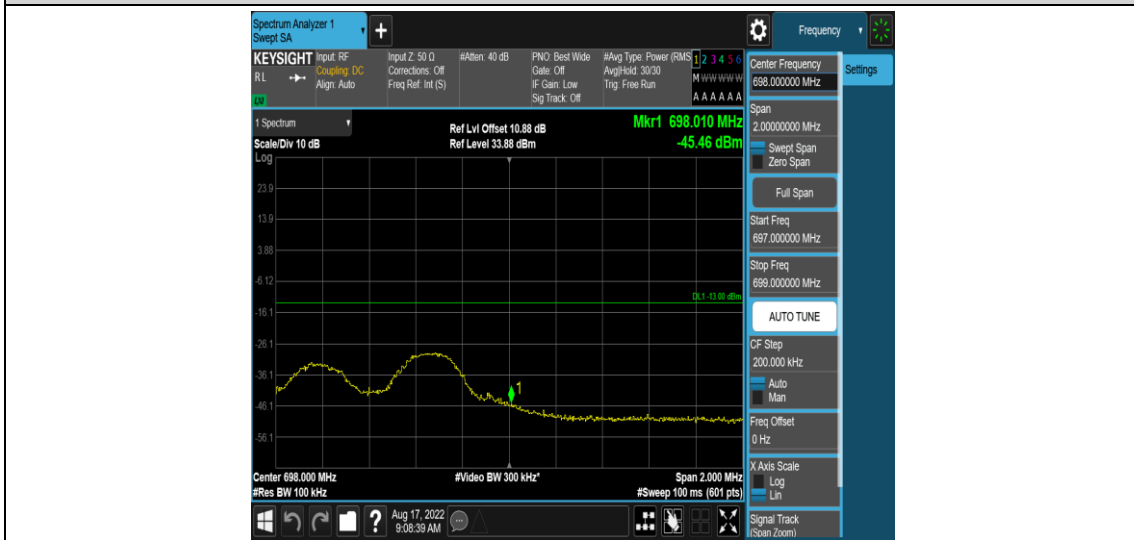 Spectrum Analyzer 1
Swept SA
+
Frequency
KEYSIGHT
RL
LXI
Input: RF
Coupling: DC
Align: Auto
Input Z: 50 Ω
Corrections: Off
Freq Ref: Int (S)
#Atten: 40 dB
PNO: Best Wide
Gate: Off
IF Gain: Low
Sig Track: Off
#Avg Type: Power (RMS
Avg|Hold: 30/30
Trig: Free Run
1 2 3 4 5 6
M W W W W W
A A A A A A
1 Spectrum
Scale/Div 10 dB
Ref Lvl Offset 10.88 dB
Ref Level 33.88 dBm
Mkr1 698.010 MHz
-45.46 dBm
Log
23.9
13.9
3.88
-6.12
-16.1
-26.1
-36.1
-46.1
-56.1
DL1 -13.00 dBm
1
Center 698.000 MHz
#Res BW 100 kHz
#Video BW 300 kHz*
Span 2.000 MHz
#Sweep 100 ms (601 pts)
Center Frequency
698.000000 MHz
Settings
Span
2.00000000 MHz
Swept Span
Zero Span
Full Span
Start Freq
697.000000 MHz
Stop Freq
699.000000 MHz
AUTO TUNE
CF Step
200.000 kHz
Auto
Man
Freq Offset
0 Hz
X Axis Scale
Log
Lin
Signal Track
(Span Zoom)
?
Aug 17, 2022
9:08:39 AM